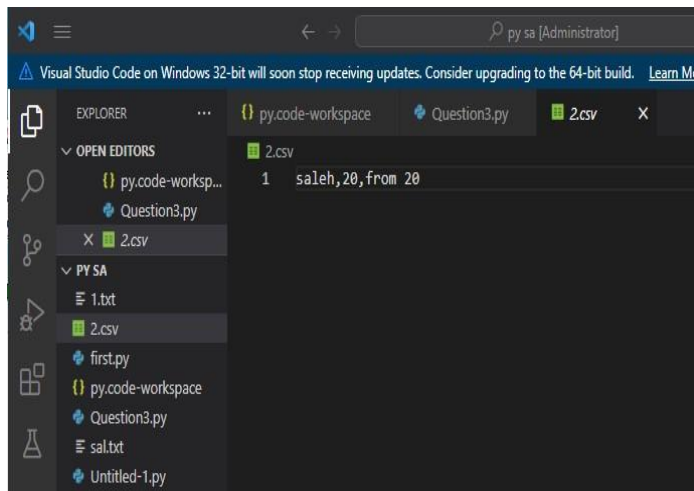 py sa [Administrator]
Visual Studio Code on Windows 32-bit will soon stop receiving updates. Consider upgrading to the 64-bit build. Learn M
EXPLORER ...
{} py.code-workspace Question3.py 2.csv X
OPEN EDITORS
2.csv
{} py.code-worksp...
1 saleh,20,from 20
Question3.py
X 2.csv
PY SA
1.txt
2.csv
first.py
{} py.code-workspace
Question3.py
sal.txt
Untitled-1.py